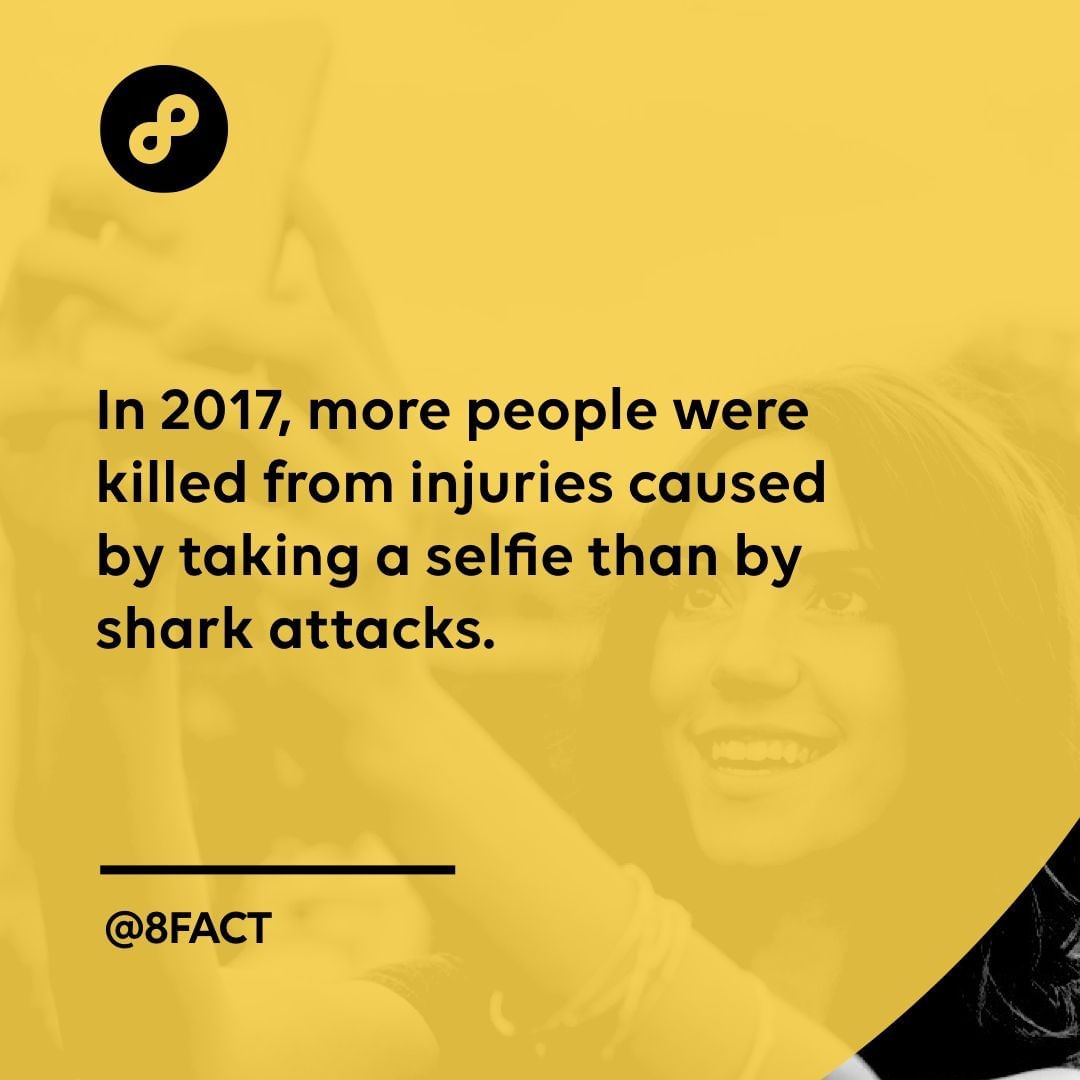 In 2017, more people were
killed from injuries caused
by taking a selfie than by
shark attacks.
@8FACT